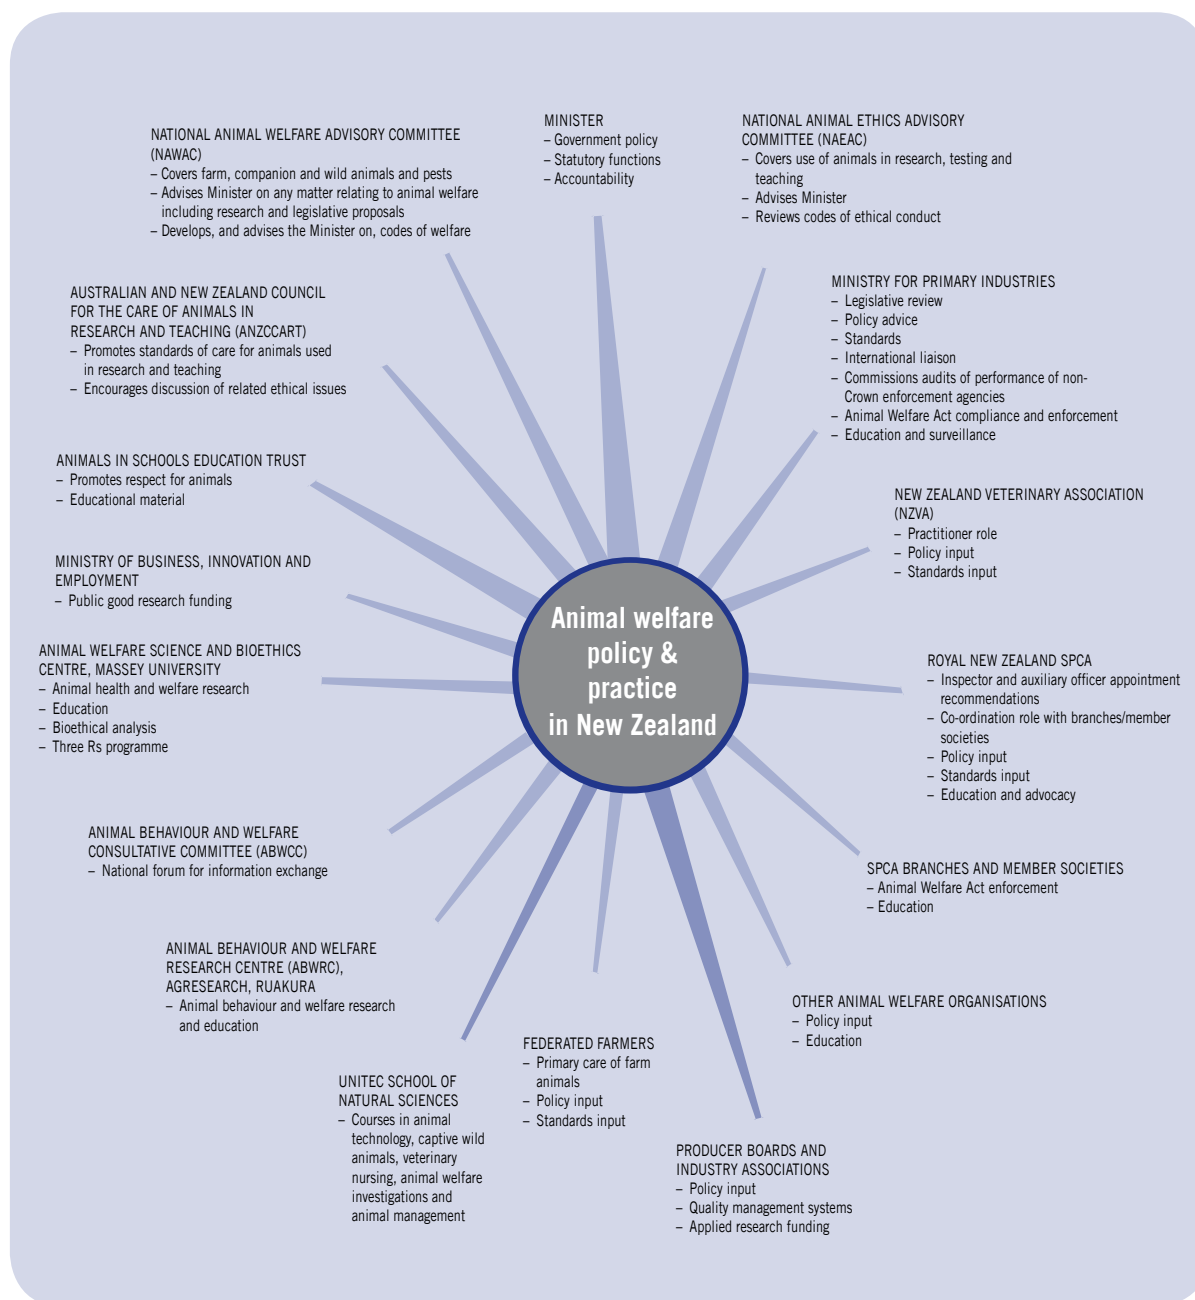 NATIONAL ANIMAL WELFARE ADVISORY COMMITTEE
(NAWAC)
– Covers farm, companion and wild animals and pests
– Advises Minister on any matter relating to animal welfare
including research and legislative proposals
– Develops, and advises the Minister on, codes of welfare
MINISTER
– Government policy
– Statutory functions
– Accountability
NATIONAL ANIMAL ETHICS ADVISORY
COMMITTEE (NAEAC)
– Covers use of animals in research, testing and
teaching
– Advises Minister
– Reviews codes of ethical conduct
AUSTRALIAN AND NEW ZEALAND COUNCIL
FOR THE CARE OF ANIMALS IN
RESEARCH AND TEACHING (ANZCCART)
– Promotes standards of care for animals used
in research and teaching
– Encourages discussion of related ethical issues
MINISTRY FOR PRIMARY INDUSTRIES
– Legislative review
– Policy advice
– Standards
– International liaison
– Commissions audits of performance of non-
Crown enforcement agencies
– Animal Welfare Act compliance and enforcement
– Education and surveillance
ANIMALS IN SCHOOLS EDUCATION TRUST
– Promotes respect for animals
– Educational material
NEW ZEALAND VETERINARY ASSOCIATION
(NZVA)
– Practitioner role
– Policy input
– Standards input
MINISTRY OF BUSINESS, INNOVATION AND
EMPLOYMENT
– Public good research funding
Animal welfare
policy &
practice
in New Zealand
ANIMAL WELFARE SCIENCE AND BIOETHICS
CENTRE, MASSEY UNIVERSITY
– Animal health and welfare research
– Education
– Bioethical analysis
– Three Rs programme
ROYAL NEW ZEALAND SPCA
– Inspector and auxiliary officer appointment
recommendations
– Co-ordination role with branches/member
societies
– Policy input
– Standards input
– Education and advocacy
ANIMAL BEHAVIOUR AND WELFARE
CONSULTATIVE COMMITTEE (ABWCC)
– National forum for information exchange
SPCA BRANCHES AND MEMBER SOCIETIES
– Animal Welfare Act enforcement
– Education
ANIMAL BEHAVIOUR AND WELFARE
RESEARCH CENTRE (ABWRC),
AGRESEARCH, RUAKURA
– Animal behaviour and welfare research
and education
OTHER ANIMAL WELFARE ORGANISATIONS
– Policy input
– Education
UNITEC SCHOOL OF
NATURAL SCIENCES
– Courses in animal
technology, captive wild
animals, veterinary
nursing, animal welfare
investigations and
animal management
FEDERATED FARMERS
– Primary care of farm
animals
– Policy input
– Standards input
PRODUCER BOARDS AND
INDUSTRY ASSOCIATIONS
– Policy input
– Quality management systems
– Applied research funding